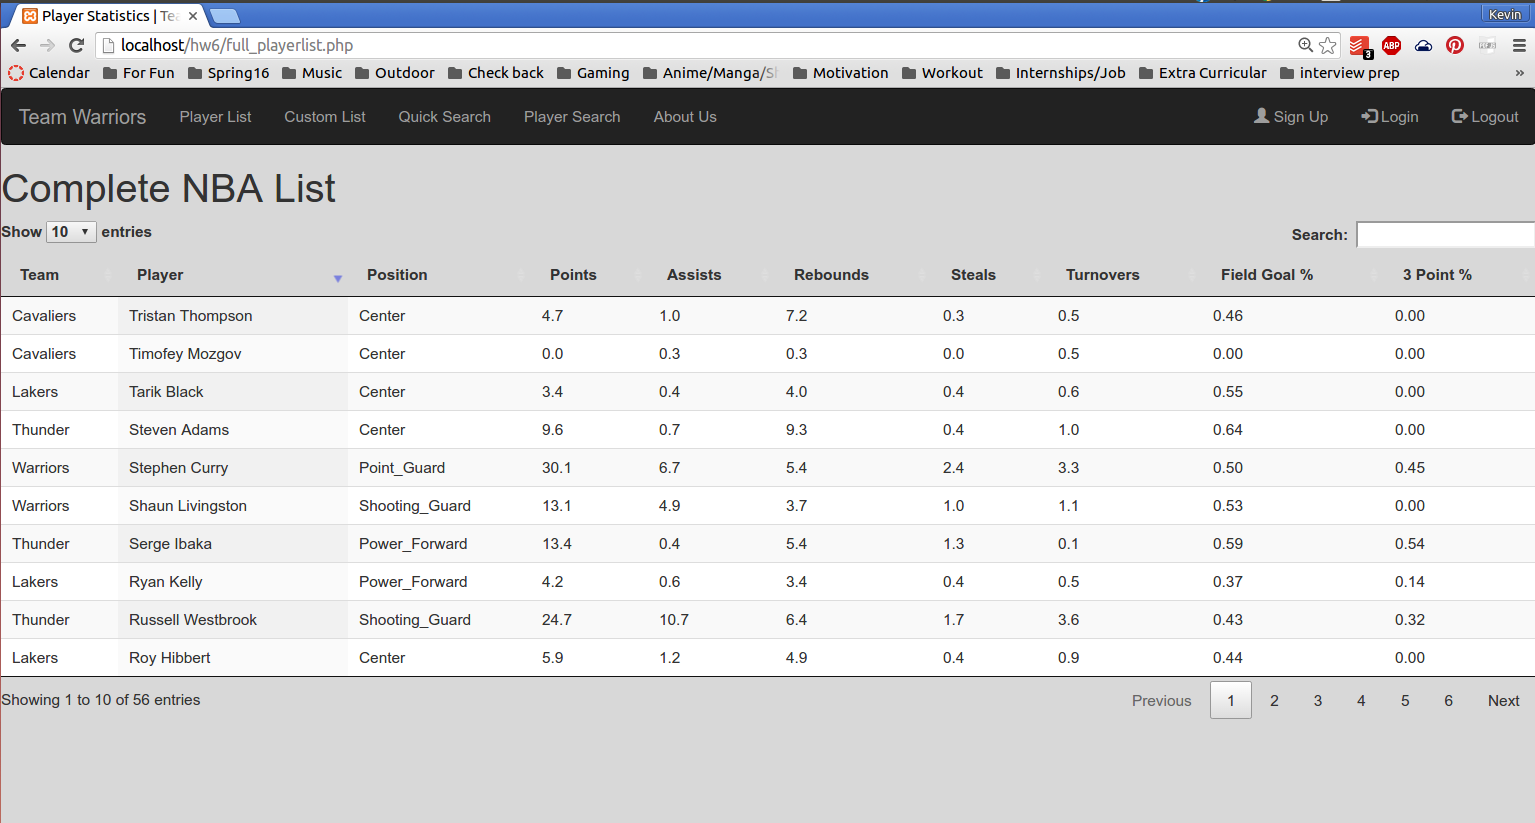 Player Statistics | Tea
Kevin
localhost/hw6/full_playerlist.php
3 ABP
Calendar For Fun Spring16 Music Outdoor Check back Gaming Anime/Manga/S Motivation Workout Internships/Job Extra Curricular interview prep »
Team Warriors Player List Custom List Quick Search Player Search About Us Sign Up Login Logout
Complete NBA List
Show 10 entries Search:
Team Player Position Points Assists Rebounds Steals Turnovers Field Goal % 3 Point %
Cavaliers Tristan Thompson Center 4.7 1.0 7.2 0.3 0.5 0.46 0.00
Cavaliers Timofey Mozgov Center 0.0 0.3 0.3 0.0 0.5 0.00 0.00
Lakers Tarik Black Center 3.4 0.4 4.0 0.4 0.6 0.55 0.00
Thunder Steven Adams Center 9.6 0.7 9.3 0.4 1.0 0.64 0.00
Warriors Stephen Curry Point_Guard 30.1 6.7 5.4 2.4 3.3 0.50 0.45
Warriors Shaun Livingston Shooting_Guard 13.1 4.9 3.7 1.0 1.1 0.53 0.00
Thunder Serge Ibaka Power_Forward 13.4 0.4 5.4 1.3 0.1 0.59 0.54
Lakers Ryan Kelly Power_Forward 4.2 0.6 3.4 0.4 0.5 0.37 0.14
Thunder Russell Westbrook Shooting_Guard 24.7 10.7 6.4 1.7 3.6 0.43 0.32
Lakers Roy Hibbert Center 5.9 1.2 4.9 0.4 0.9 0.44 0.00
Showing 1 to 10 of 56 entries Previous 1 2 3 4 5 6 Next